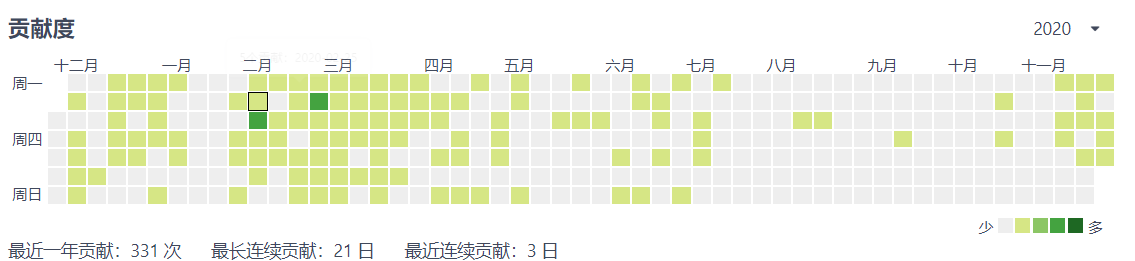 贡献度
2020
十二月 一月 二月 三月 四月 五月 六月 七月 八月 九月 十月 十一月
周一
周四
周日
少 多
最近一年贡献：331 次 最长连续贡献：21 日 最近连续贡献：3 日